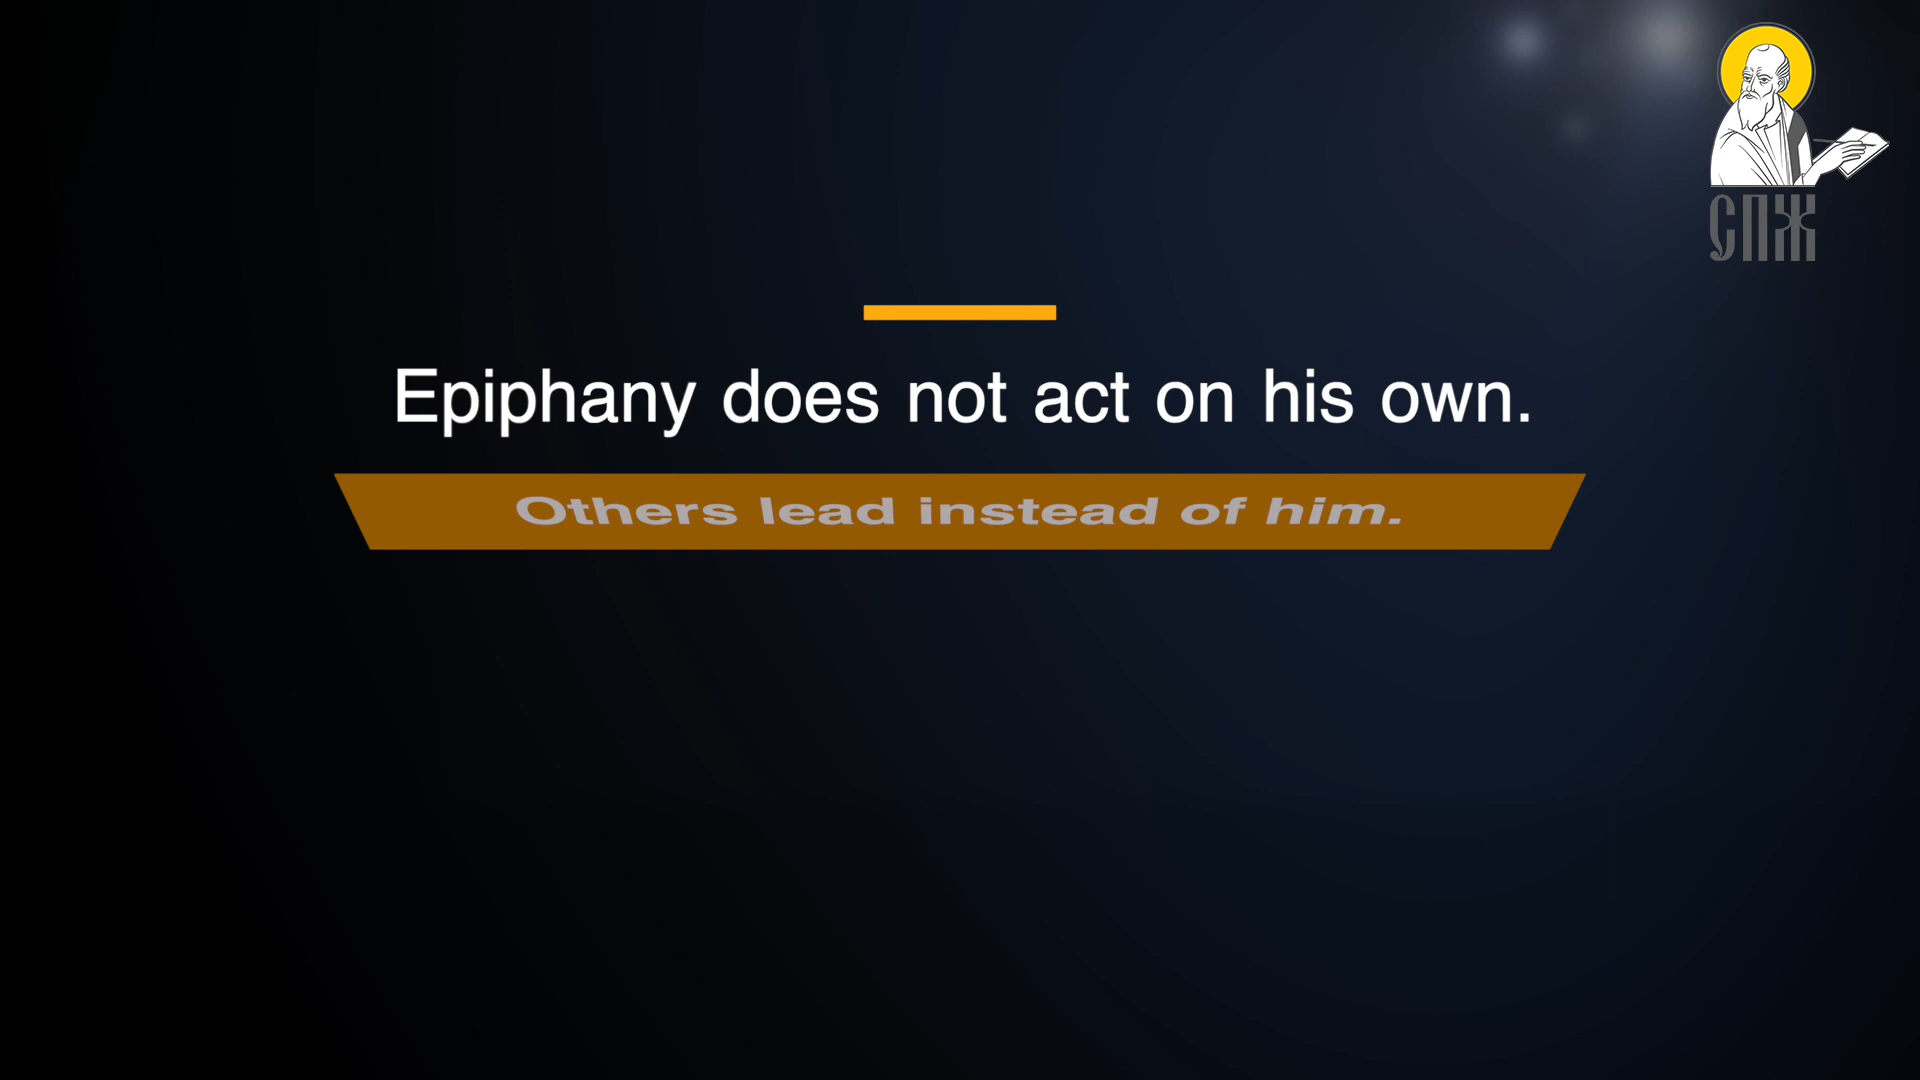 СПЖ
Epiphany does not act on his own.
Others lead instead of him.